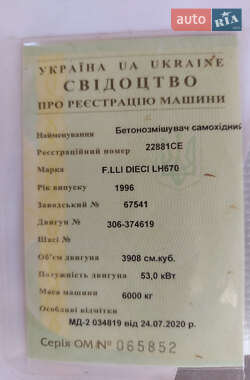 AUTO RIA .com
УКРАЇНА UA UKRAINE
СВІДОЦТВО
ПРО РЕЄСТРАЦІЮ МАШИНИ
Найменування Бетонозмішувач самохідний
Реєстраційний номер 22881CE
Марка F.LLI DIECI LH670
Рік випуску 1996
Заводський № 67541
Двигун № 306-374619
Шасі №
Об'єм двигуна 3908 см.куб.
Потужність двигуна 53,0 кВт
Маса машини 6000 кг
Особливі відмітки
МД-2 034819 від 24.07.2020 р.
Серія ОМ № 065852